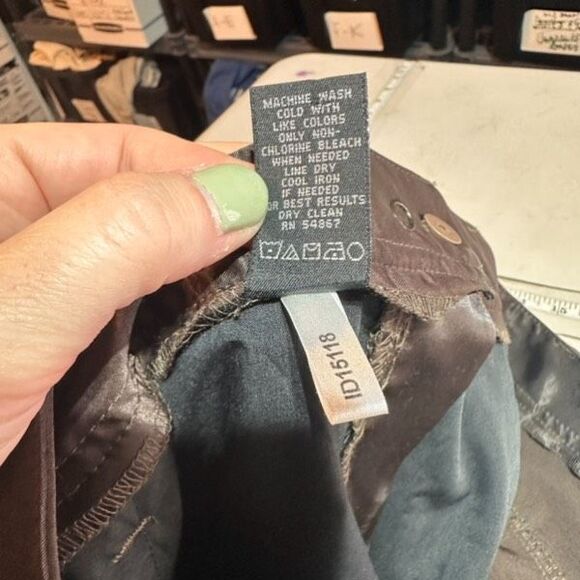 MACHINE WASH
COLD WITH
LIKE COLORS
ONLY NON-
CHLORINE BLEACH
WHEN NEEDED
LINE DRY
COOL IRON
IF NEEDED
OR BEST RESULTS
DRY CLEAN
RN 54867
ID15118